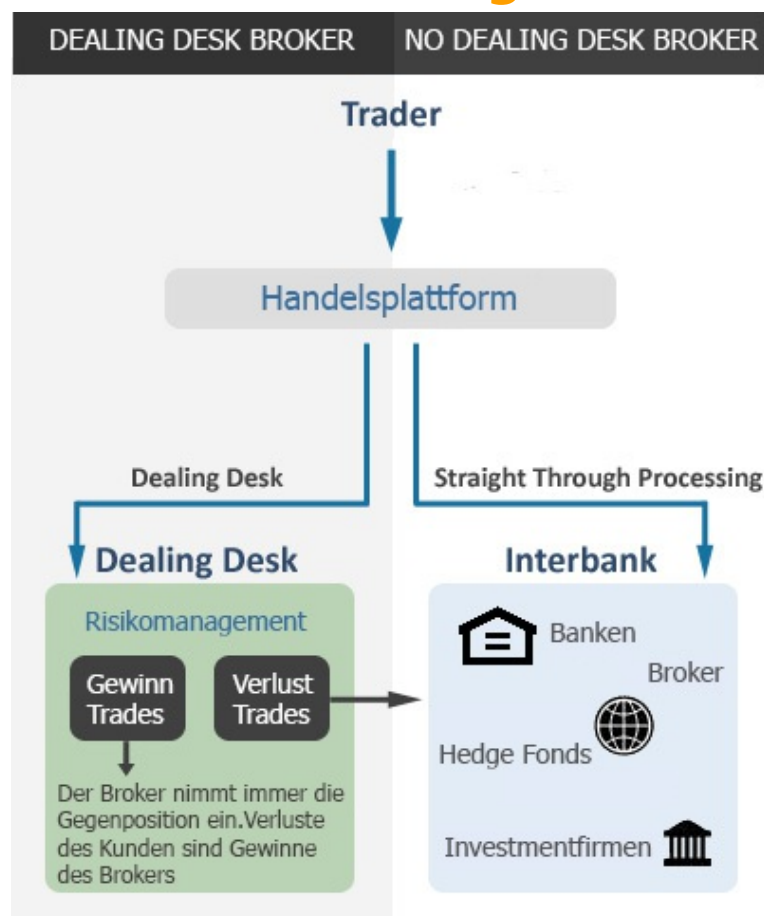 DEALING DESK BROKER
NO DEALING DESK BROKER
Trader
Handelsplattform
Dealing Desk
Straight Through Processing
Dealing Desk
Risikomanagement
Gewinn
Trades
Verlust
Trades
Der Broker nimmt immer die
Gegenposition ein.Verluste
des Kunden sind Gewinne
des Brokers
Interbank
Banken
Broker
Hedge Fonds
Investmentfirmen